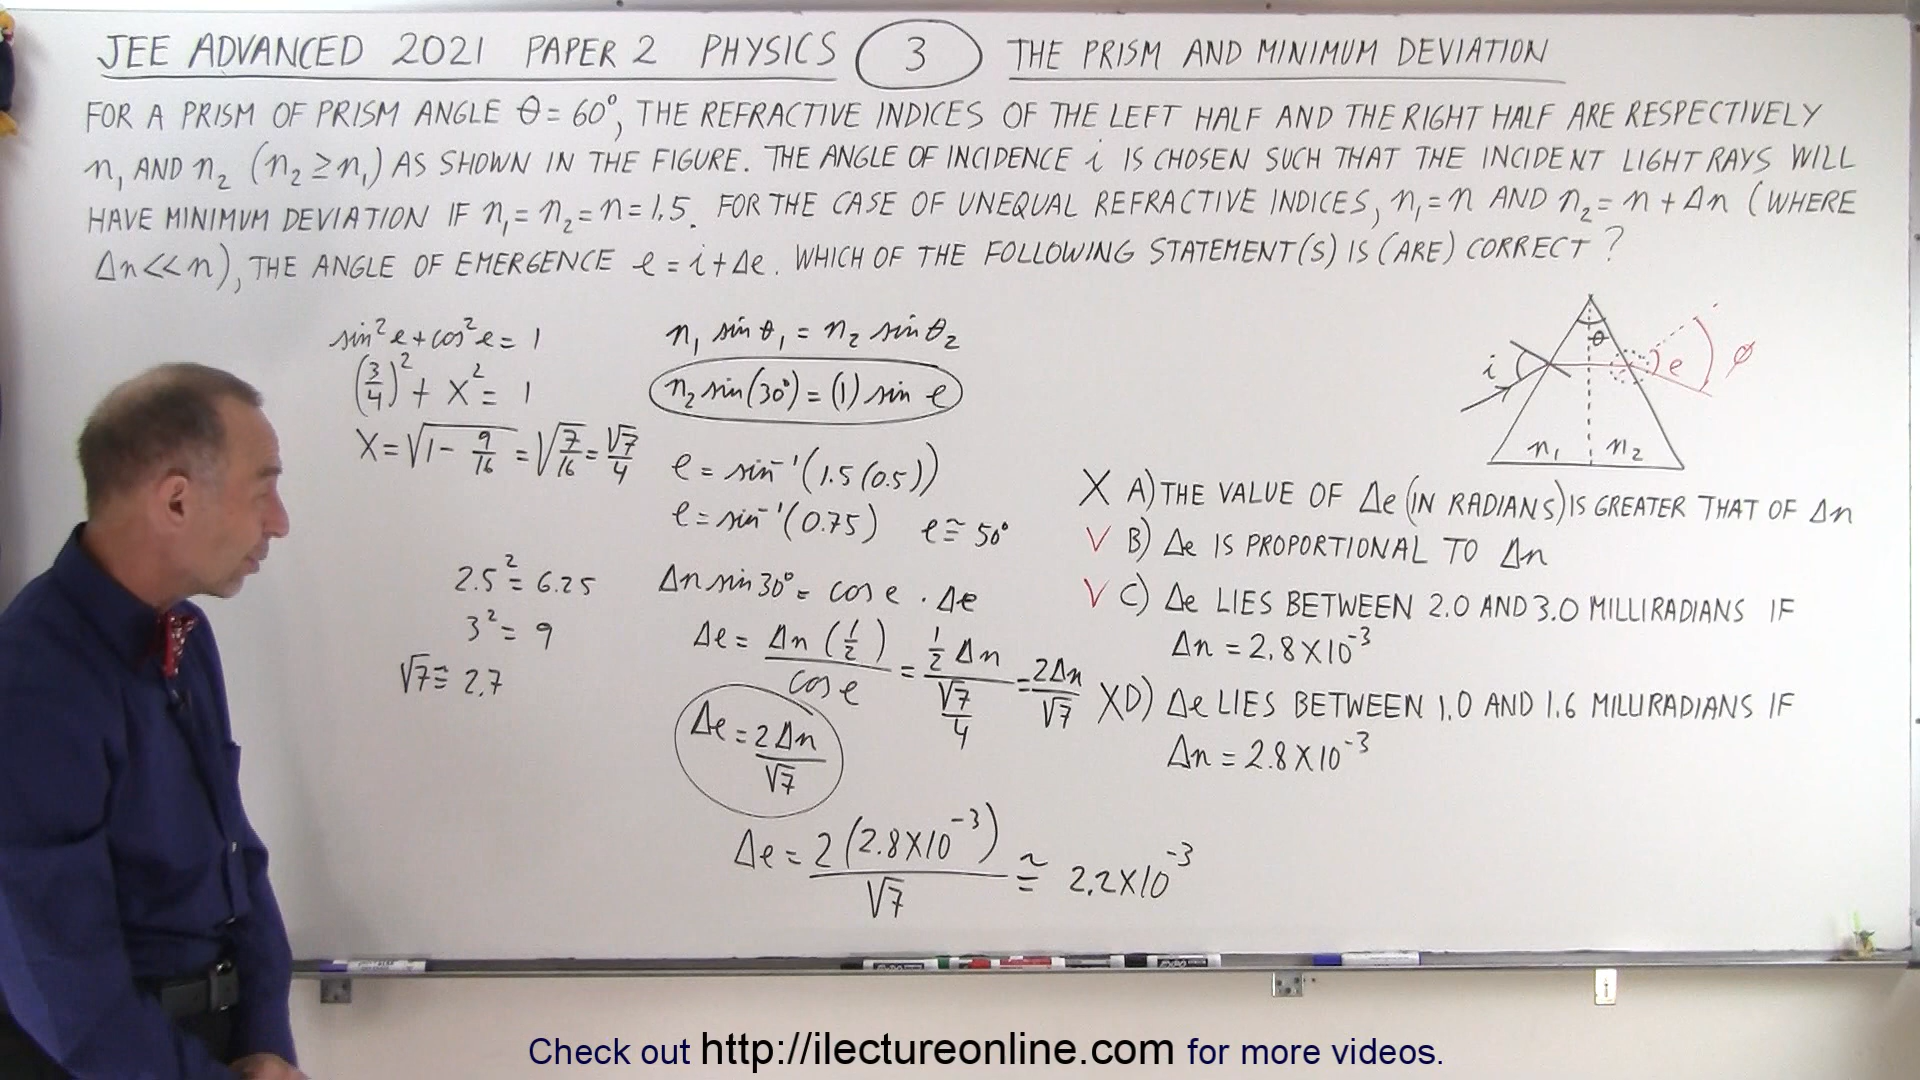 JEE ADVANCED 2021 PAPER 2 PHYSICS 3 THE PRISM AND MINIMUM DEVIATION
FOR A PRISM OF PRISM ANGLE θ = 60°, THE REFRACTIVE INDICES OF THE LEFT HALF AND THE RIGHT HALF ARE RESPECTIVELY
n₁ AND n₂ (n₂ ≥ n₁) AS SHOWN IN THE FIGURE. THE ANGLE OF INCIDENCE i IS CHOSEN SUCH THAT THE INCIDENT LIGHT RAYS WILL
HAVE MINIMUM DEVIATION IF n₁ = n₂ = n = 1.5. FOR THE CASE OF UNEQUAL REFRACTIVE INDICES, n₁ = n AND n₂ = n + Δn (WHERE
Δn << n), THE ANGLE OF EMERGENCE e = i + Δe. WHICH OF THE FOLLOWING STATEMENT(S) IS (ARE) CORRECT?
sin²e + cos²e = 1
(3/4)² + X² = 1
X = √(1 - 9/16) = √(7/16) = √7/4
2.5² = 6.25
3² = 9
√7 ≅ 2.7
n₁ sin θ₁ = n₂ sin θ₂
n₂ sin(30°) = (1) sin e
e = sin⁻¹(1.5(0.5))
e = sin⁻¹(0.75) e ≅ 50°
Δn sin 30° = cos e · Δe
Δe = Δn (1/2) / cos e = (1/2 Δn) / (√7/4) = 2Δn/√7
Δe = 2Δn/√7
Δe = 2(2.8×10⁻³)/√7 ≅ 2.2×10⁻³
θ
i e φ
n₁ n₂
X A) THE VALUE OF Δe (IN RADIANS) IS GREATER THAT OF Δn
V B) Δe IS PROPORTIONAL TO Δn
V C) Δe LIES BETWEEN 2.0 AND 3.0 MILLIRADIANS IF
Δn = 2.8×10⁻³
X D) Δe LIES BETWEEN 1.0 AND 1.6 MILLIRADIANS IF
Δn = 2.8×10⁻³
Check out http://ilectureonline.com for more videos.